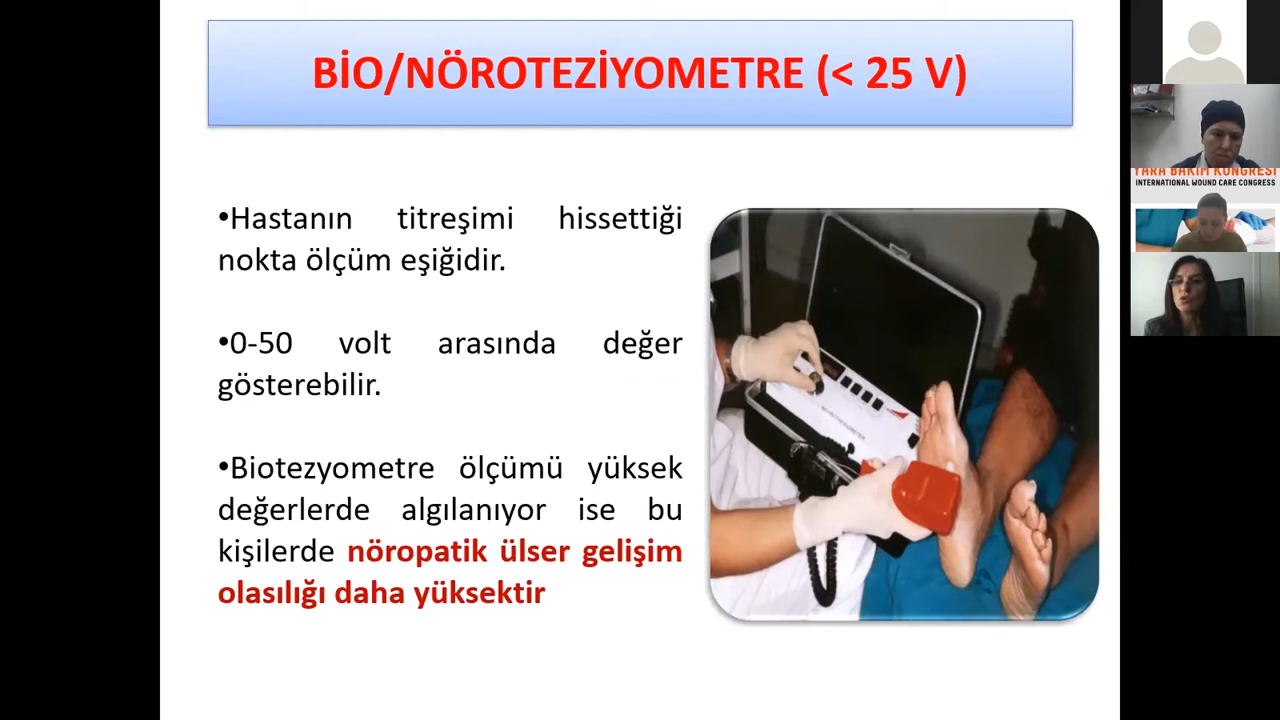 BİO/NÖROTEZİYOMETRE (< 25 V)
•Hastanın titreşimi hissettiği
nokta ölçüm eşiğidir.
•0-50 volt arasında değer
gösterebilir.
•Biotezyometre ölçümü yüksek
değerlerde algılanıyor ise bu
kişilerde nöropatik ülser gelişim
olasılığı daha yüksektir
YARA BAKIM KONGRESİ
INTERNATIONAL WOUND CARE CONGRESS